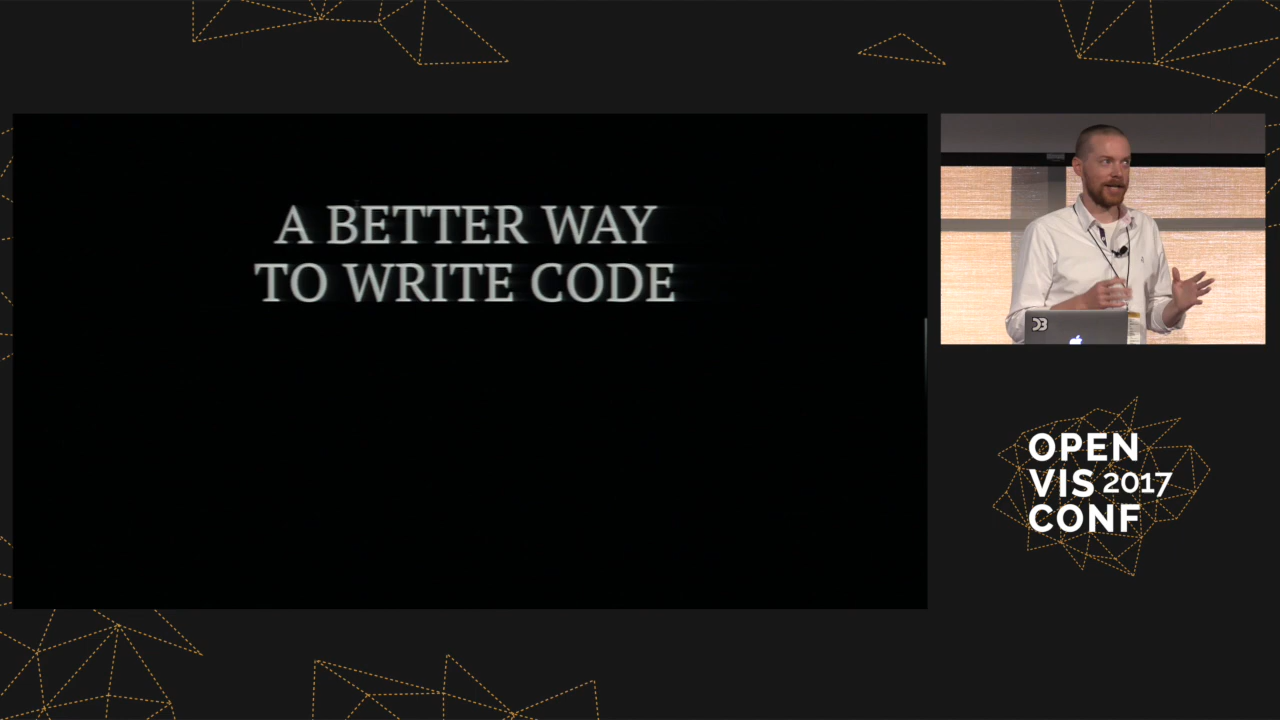 A BETTER WAY
TO WRITE CODE
OPEN
VIS 2017
CONF